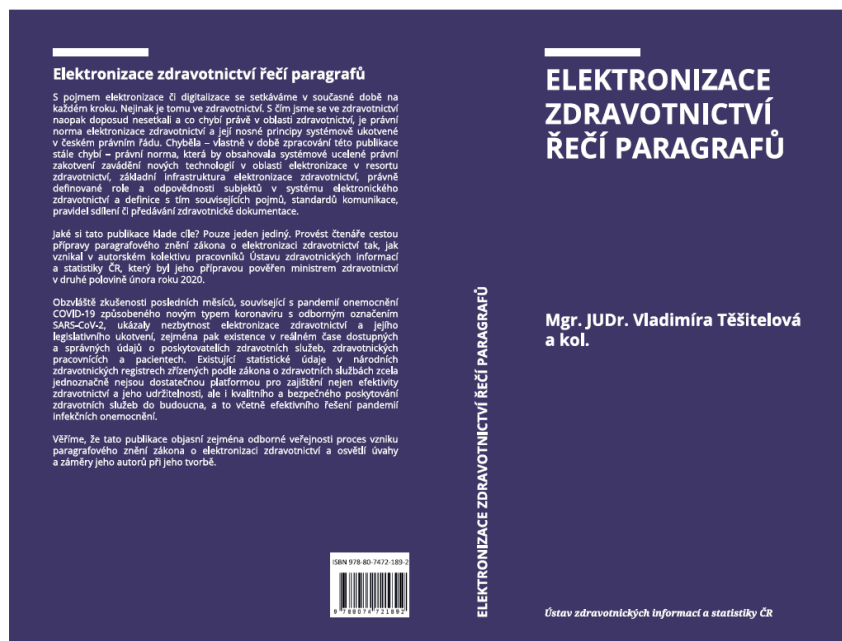 Elektronizace zdravotnictví řečí paragrafů
S pojmem elektronizace či digitalizace se setkáváme v současné době na
každém kroku. Nejinak je tomu ve zdravotnictví. S čím jsme se ve zdravotnictví
naopak doposud nesetkali a co chybí právě v oblasti zdravotnictví, je právní
norma elektronizace zdravotnictví a její nosné principy systémově ukotvené
v českém právním řádu. Chyběla – vlastně v době zpracování této publikace
stále chybí – právní norma, která by obsahovala systémové ucelené právní
zakotvení zavádění nových technologií v oblasti elektronizace v resortu
zdravotnictví, základní infrastruktura elektronizace zdravotnictví, právně
definované role a odpovědnosti subjektů v systému elektronického
zdravotnictví a definice s tím souvisejících pojmů, standardů komunikace,
pravidel sdílení či předávání zdravotnické dokumentace.
Jaké si tato publikace klade cíle? Pouze jeden jediný. Provést čtenáře cestou
přípravy paragrafového znění zákona o elektronizaci zdravotnictví tak, jak
vznikal v autorském kolektivu pracovníků Ústavu zdravotnických informací
a statistiky ČR, který byl jeho přípravou pověřen ministrem zdravotnictví
v druhé polovině února roku 2020.
Obzvláště zkušenosti posledních měsíců, související s pandemií onemocnění
COVID-19 způsobeného novým typem koronaviru s odborným označením
SARS-CoV-2, ukázaly nezbytnost elektronizace zdravotnictví a jejího
legislativního ukotvení, zejména pak existence v reálném čase dostupných
a správných údajů o poskytovatelích zdravotních služeb, zdravotnických
pracovnících a pacientech. Existující statistické údaje v národních
zdravotnických registrech zřízených podle zákona o zdravotních službách zcela
jednoznačně nejsou dostatečnou platformou pro zajištění nejen efektivity
zdravotnictví a jeho udržitelnosti, ale i kvalitního a bezpečného poskytování
zdravotních služeb do budoucna, a to včetně efektivního řešení pandemií
infekčních onemocnění.
Věříme, že tato publikace objasní zejména odborné veřejnosti proces vzniku
paragrafového znění zákona o elektronizaci zdravotnictví a osvětlí úvahy
a záměry jeho autorů při jeho tvorbě.
ISBN 978-80-7472-189-2
9 788074 721892
ELEKTRONIZACE ZDRAVOTNICTVÍ ŘEČÍ PARAGRAFŮ
ELEKTRONIZACE
ZDRAVOTNICTVÍ
ŘEČÍ PARAGRAFŮ
Mgr. JUDr. Vladimíra Těšitelová
a kol.
Ústav zdravotnických informací a statistiky ČR